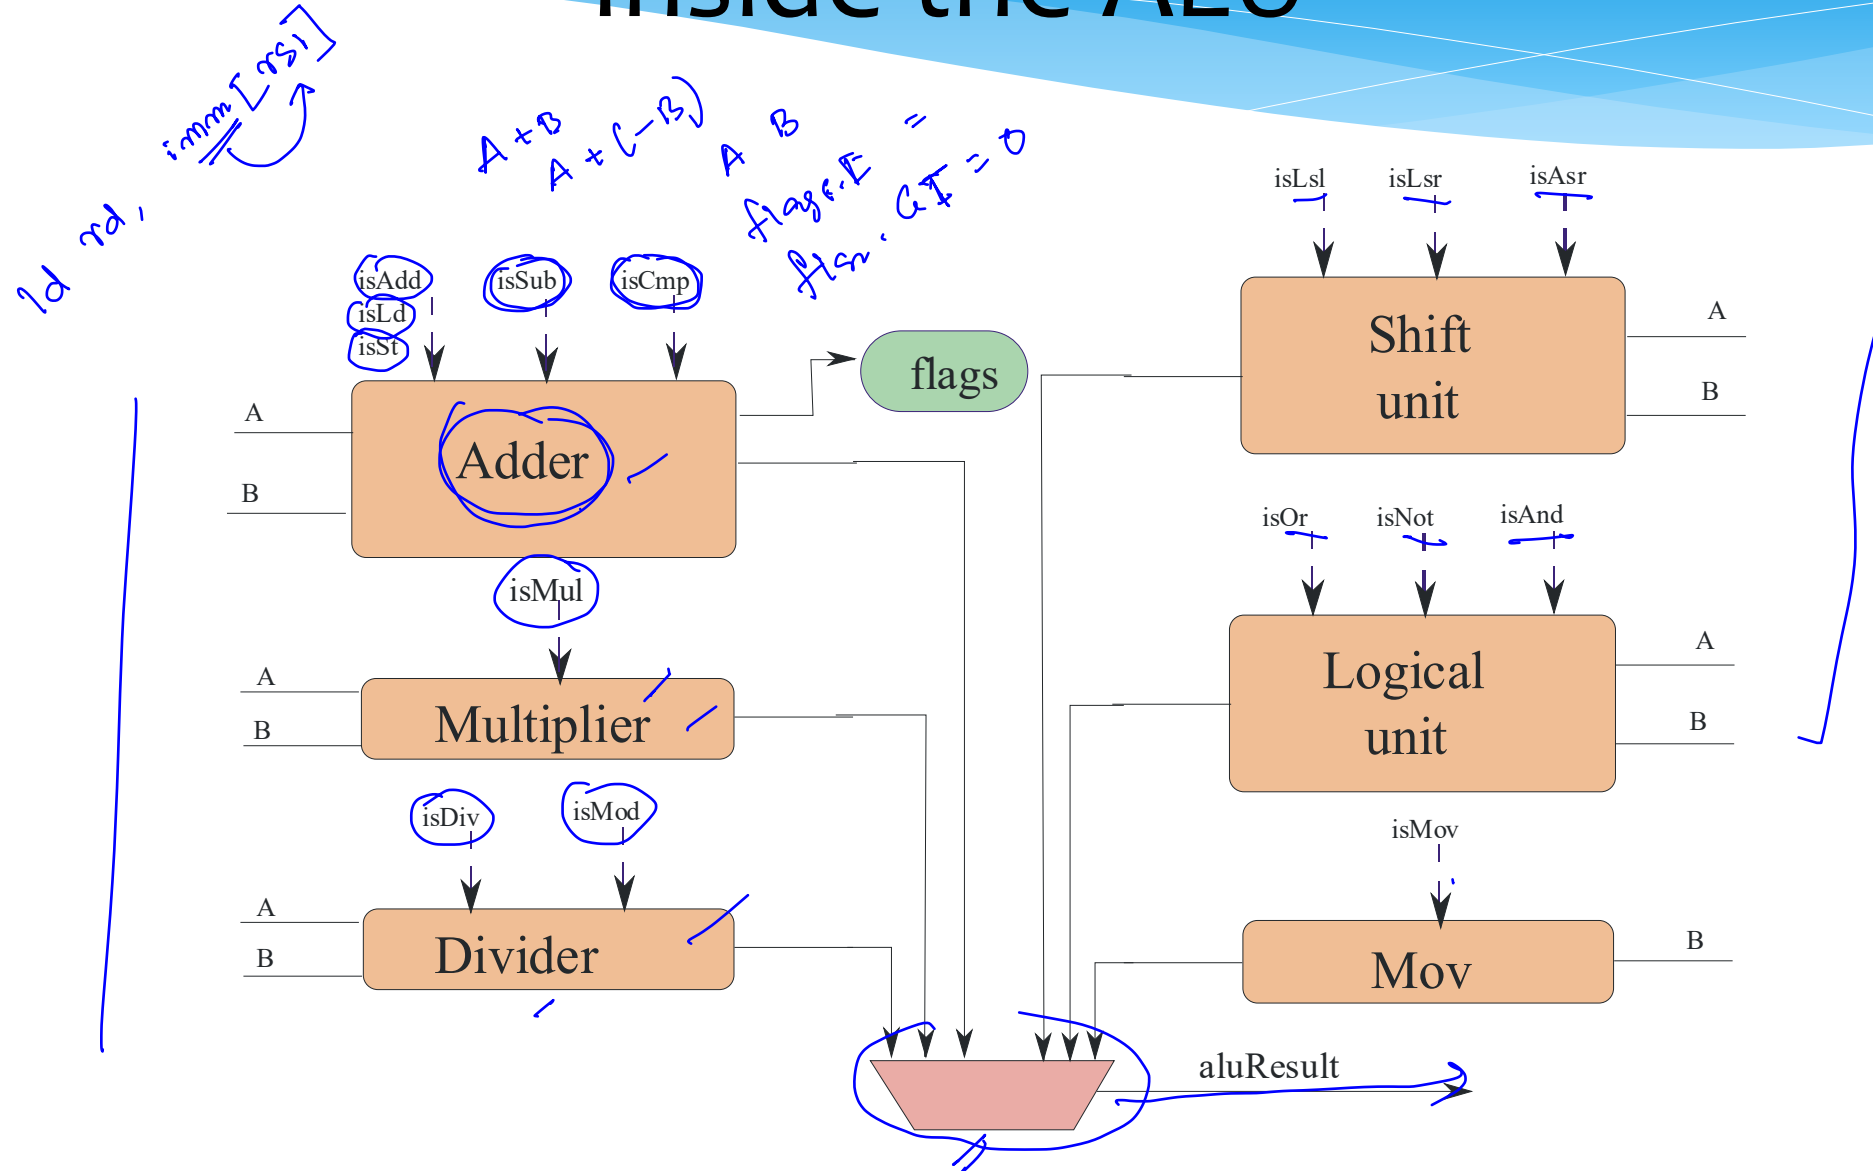 Inside the ALU
ld rd, imm[rs1]
A + B
A + (-B)
A B
flags.E =
flags.GT = 0
isAdd
isLd
isSt
isSub
isCmp
A
B
Adder
flags
isMul
A
B
Multiplier
isDiv
isMod
A
B
Divider
isLsl
isLsr
isAsr
Shift
unit
A
B
isOr
isNot
isAnd
Logical
unit
A
B
isMov
Mov
B
aluResult